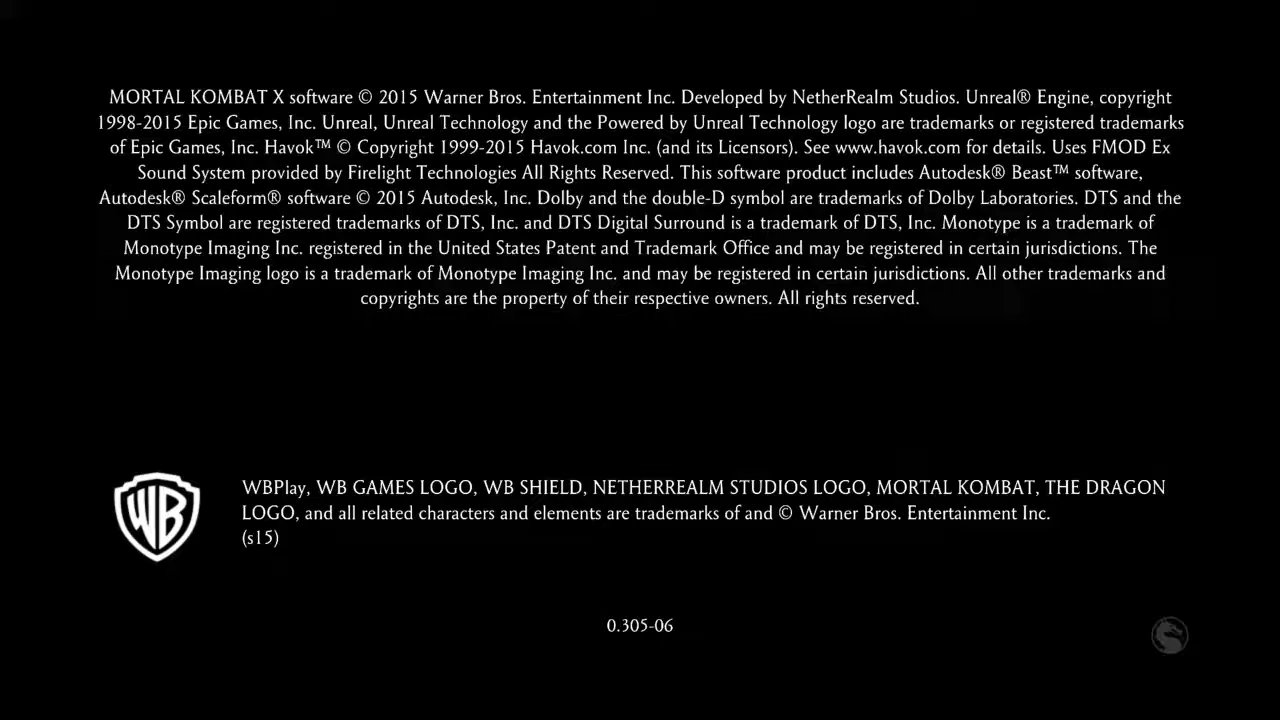 MORTAL KOMBAT X software © 2015 Warner Bros. Entertainment Inc. Developed by NetherRealm Studios. Unreal® Engine, copyright
1998-2015 Epic Games, Inc. Unreal, Unreal Technology and the Powered by Unreal Technology logo are trademarks or registered trademarks
of Epic Games, Inc. Havok™ © Copyright 1999-2015 Havok.com Inc. (and its Licensors). See www.havok.com for details. Uses FMOD Ex
Sound System provided by Firelight Technologies All Rights Reserved. This software product includes Autodesk® Beast™ software,
Autodesk® Scaleform® software © 2015 Autodesk, Inc. Dolby and the double-D symbol are trademarks of Dolby Laboratories. DTS and the
DTS Symbol are registered trademarks of DTS, Inc. and DTS Digital Surround is a trademark of DTS, Inc. Monotype is a trademark of
Monotype Imaging Inc. registered in the United States Patent and Trademark Office and may be registered in certain jurisdictions. The
Monotype Imaging logo is a trademark of Monotype Imaging Inc. and may be registered in certain jurisdictions. All other trademarks and
copyrights are the property of their respective owners. All rights reserved.
WB
WBPlay, WB GAMES LOGO, WB SHIELD, NETHERREALM STUDIOS LOGO, MORTAL KOMBAT, THE DRAGON
LOGO, and all related characters and elements are trademarks of and © Warner Bros. Entertainment Inc.
(s15)
0.305-06